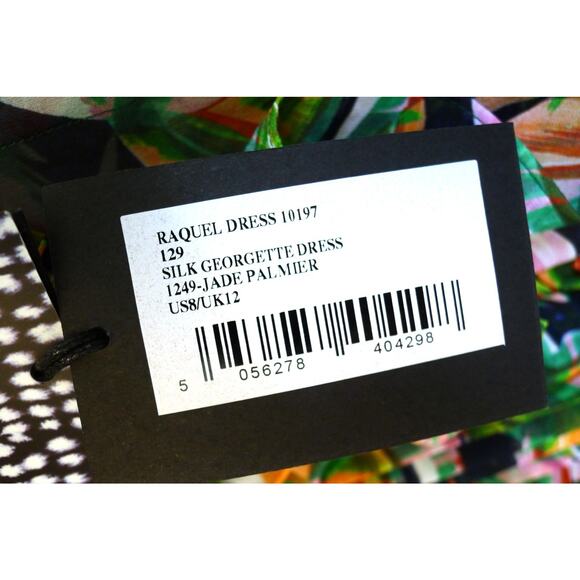 RAQUEL DRESS 10197
129
SILK GEORGETTE DRESS
1249-JADE PALMIER
US8/UK12
5 056278 404298